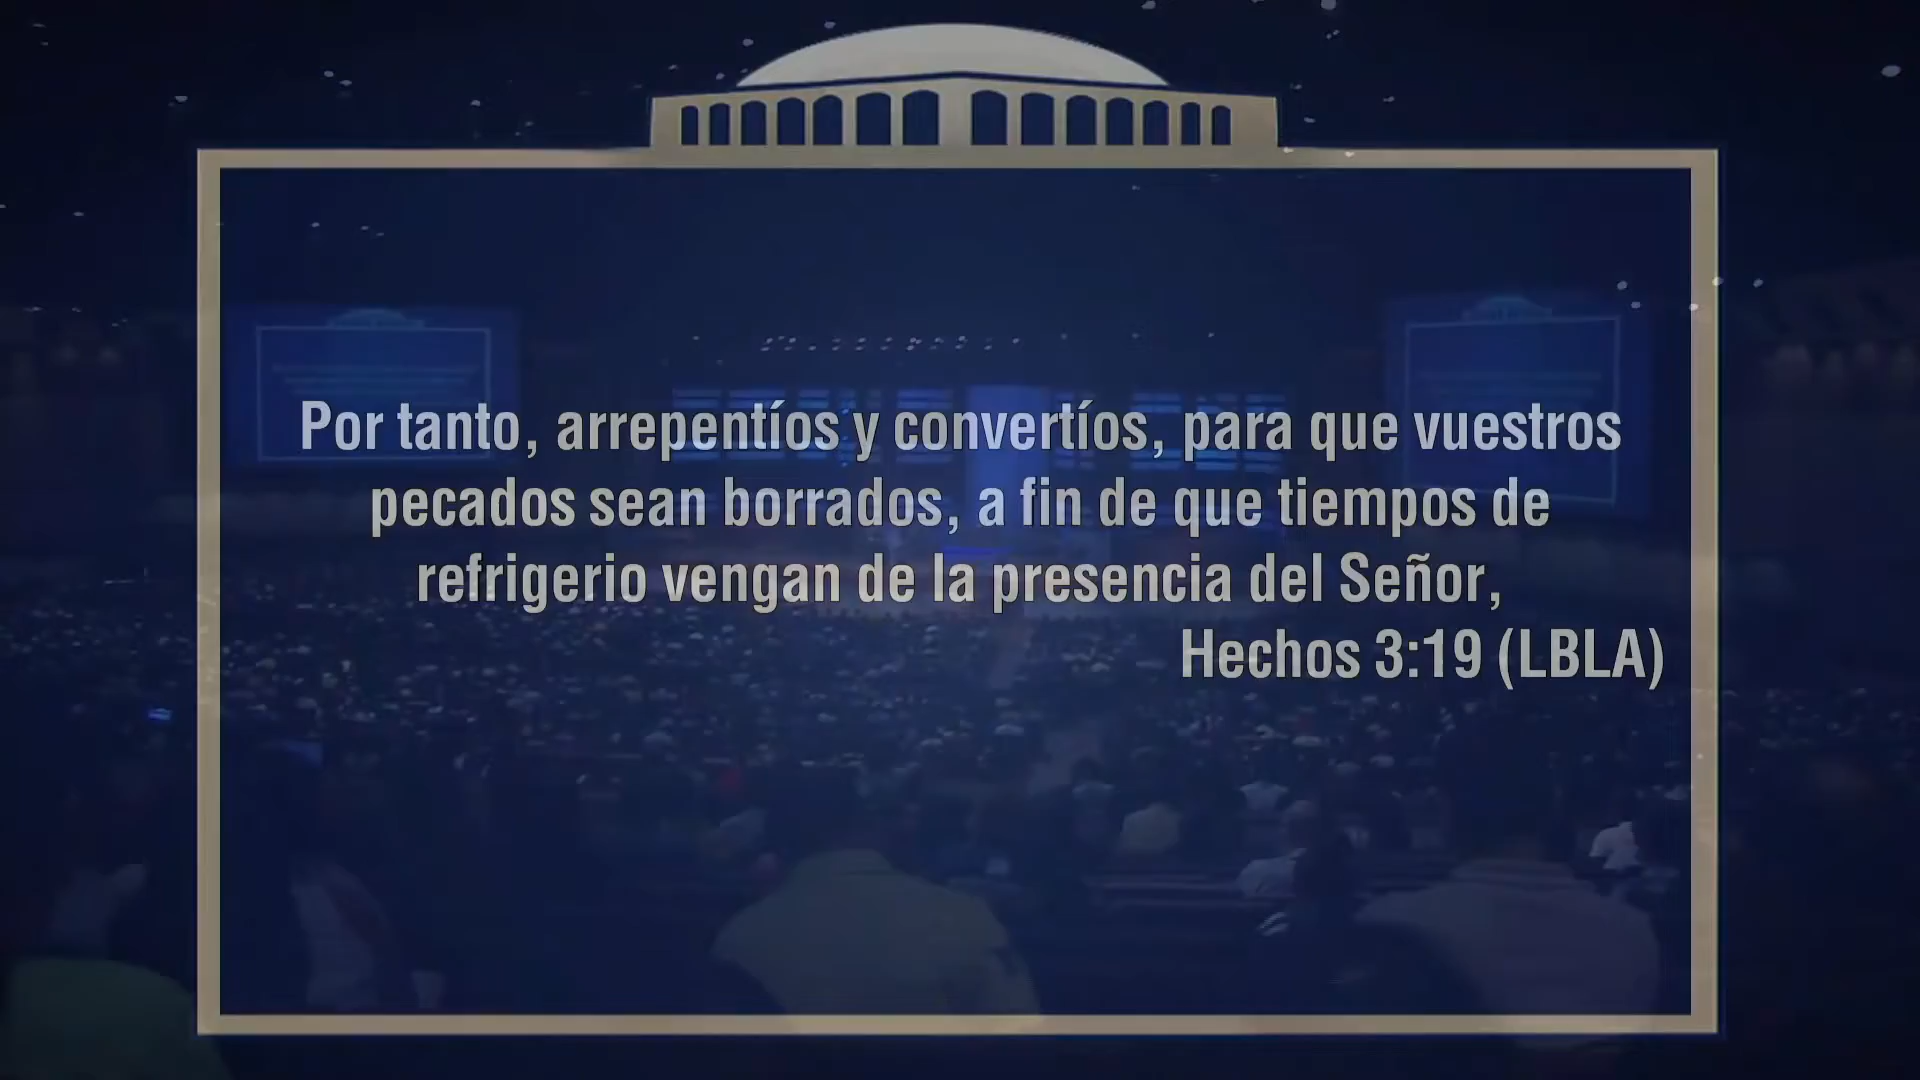 Por tanto, arrepentíos y convertíos, para que vuestros
pecados sean borrados, a fin de que tiempos de
refrigerio vengan de la presencia del Señor,
Hechos 3:19 (LBLA)